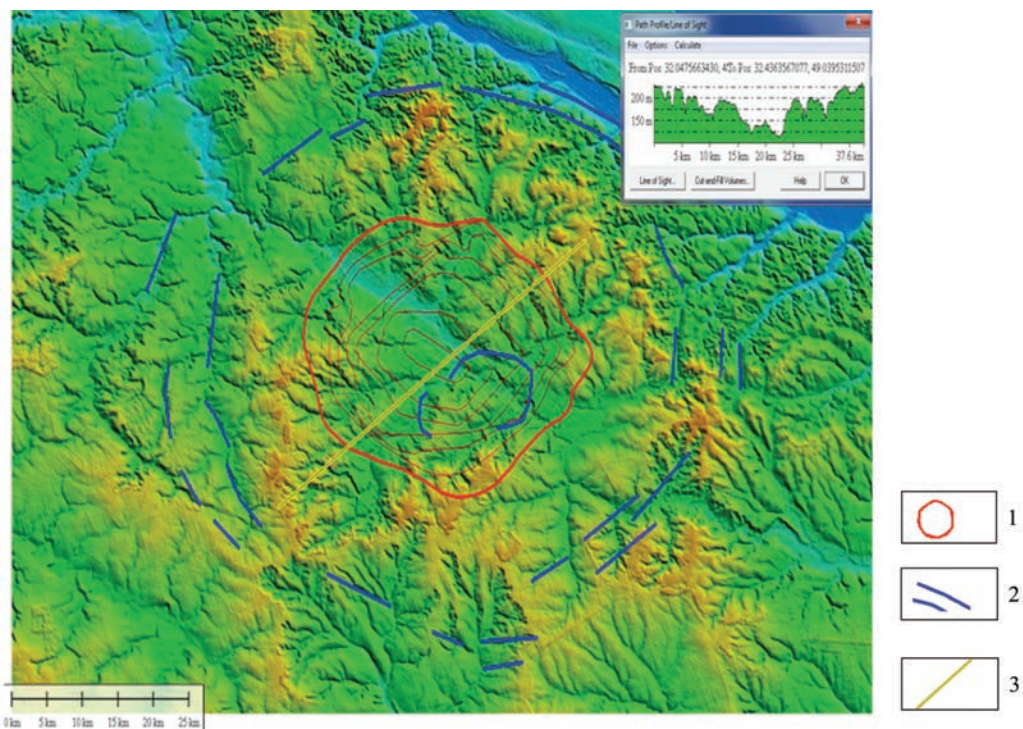 Path Profile/Line of Sight
File Options Calculate
From Pos: 32.0475663430, 4To Pos: 32.4363567077, 49.0395311507
200 m
150 m
5 km 10 km 15 km 20 km 25 km 37.6 km
Line of Sight... Cut-and-Fill Volumes... Help OK
1
2
3
0 km 5 km 10 km 15 km 20 km 25 km